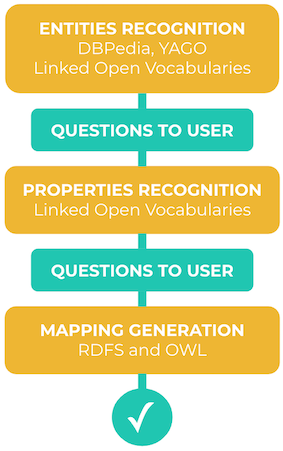 ENTITIES RECOGNITION
DBPedia, YAGO
Linked Open Vocabularies
QUESTIONS TO USER
PROPERTIES RECOGNITION
Linked Open Vocabularies
QUESTIONS TO USER
MAPPING GENERATION
RDFS and OWL